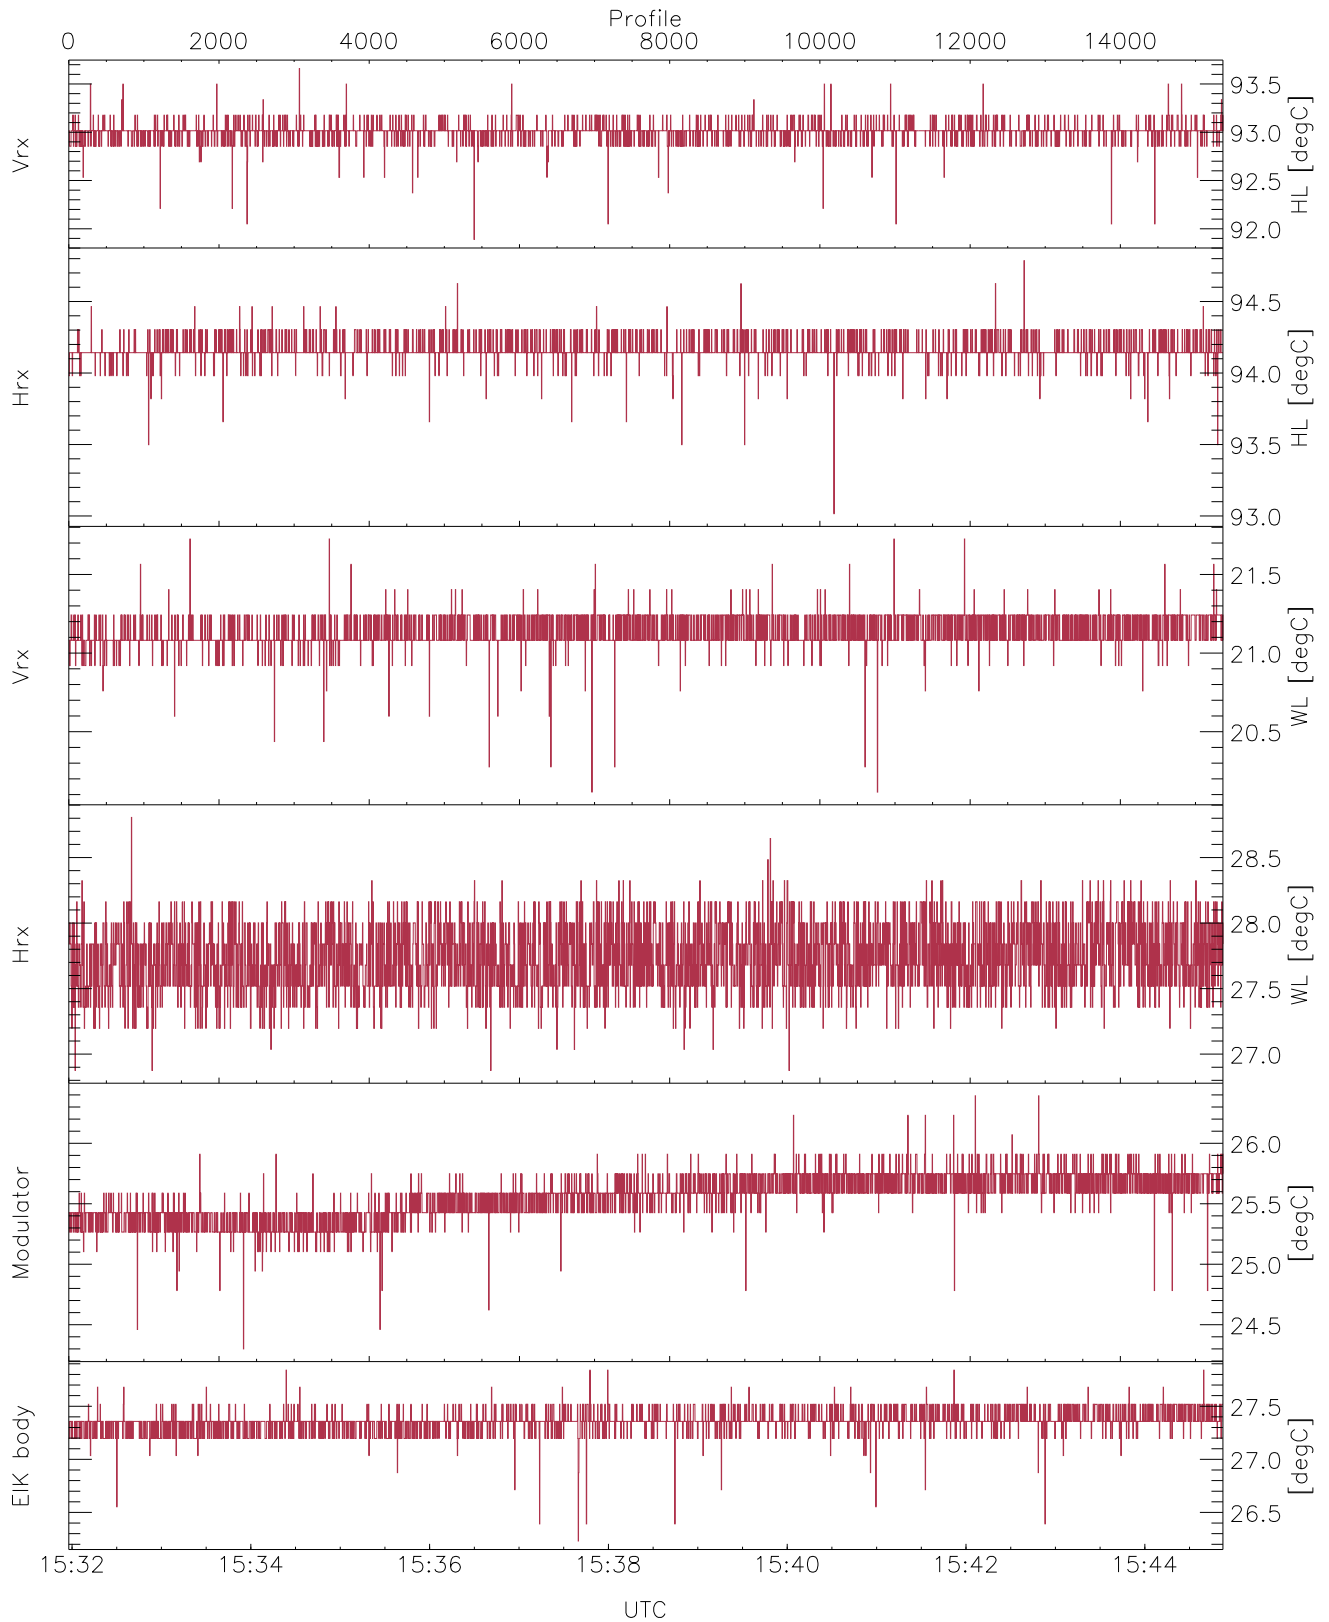 Profile
0 2000 4000 6000 8000 10000 12000 14000
Vrx
93.5
93.0
92.5
92.0
HL [degC]
Hrx
94.5
94.0
93.5
93.0
HL [degC]
Vrx
21.5
21.0
20.5
WL [degC]
Hrx
28.5
28.0
27.5
27.0
WL [degC]
Modulator
26.0
25.5
25.0
24.5
[degC]
EIK body
27.5
27.0
26.5
[degC]
15:32 15:34 15:36 15:38 15:40 15:42 15:44
UTC